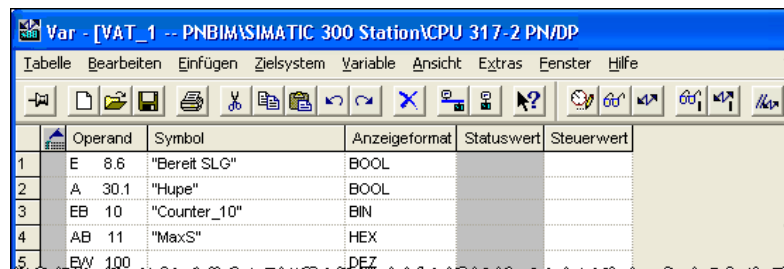 Var - [VAT_1 -- PNBIM\SIMATIC 300 Station\CPU 317-2 PN/DP
Tabelle Bearbeiten Einfügen Zielsystem Variable Ansicht Extras Fenster Hilfe
Operand Symbol Anzeigeformat Statuswert Steuerwert
1 E 8.6 "Bereit SLG" BOOL
2 A 30.1 "Hupe" BOOL
3 EB 10 "Counter_10" BIN
4 AB 11 "MaxS" HEX
5 EW 100 DEZ